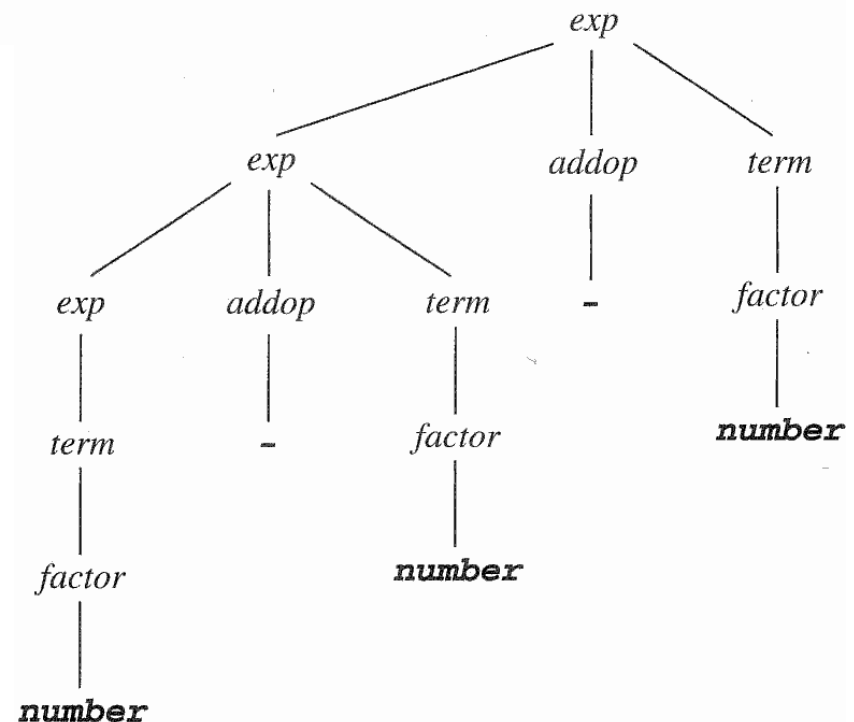 exp
exp addop term
exp addop term - factor
term - factor number
factor number
number